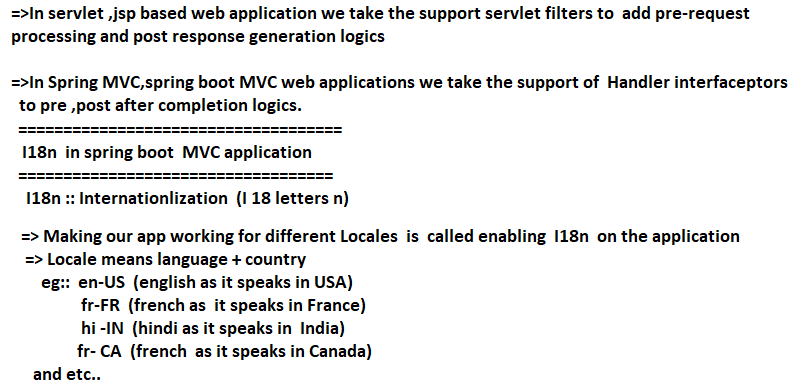 =>In servlet ,jsp based web application we take the support servlet filters to  add pre-request
processing and post response generation logics
=>In Spring MVC,spring boot MVC web applications we take the support of  Handler interfaceptors
to pre ,post after completion logics.
====================================
I18n  in spring boot  MVC application
===================================
I18n :: Internationlization  (I 18 letters n)
=> Making our app working for different Locales  is  called enabling  I18n  on the application
=> Locale means language + country
eg::  en-US  (english as it speaks in USA)
fr-FR  (french as  it speaks in France)
hi -IN  (hindi as it speaks in  India)
fr- CA  (french  as it speaks in Canada)
and etc..